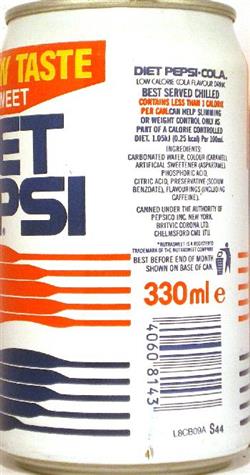 W TASTE
WEET
ET
PSI
DIET PEPSI-COLA.
LOW CALORIE COLA FLAVOUR DRINK
BEST SERVED CHILLED
CONTAINS LESS THAN 1 CALORIE
PER CAN. CAN HELP SLIMMING
OR WEIGHT CONTROL ONLY AS
PART OF A CALORIE CONTROLLED
DIET. 1.05kJ (0.25 kcal) Per 100ml.
INGREDIENTS:
CARBONATED WATER, COLOUR (CARAMEL),
ARTIFICIAL SWEETENER (ASPARTAME),
PHOSPHORIC ACID,
CITRIC ACID, PRESERVATIVE (SODIUM
BENZOATE), FLAVOURINGS (INCLUDING
CAFFEINE).
CANNED UNDER THE AUTHORITY OF
PEPSICO INC. NEW YORK.
BRITVIC CORONA LTD.
CHELMSFORD CM1 1TU.
*NUTRASWEET IS A REGISTERED
TRADEMARK OF THE NUTRASWEET COMPANY
BEST BEFORE END OF MONTH
SHOWN ON BASE OF CAN.
330ml e
4060-8143
L8CB09A S44